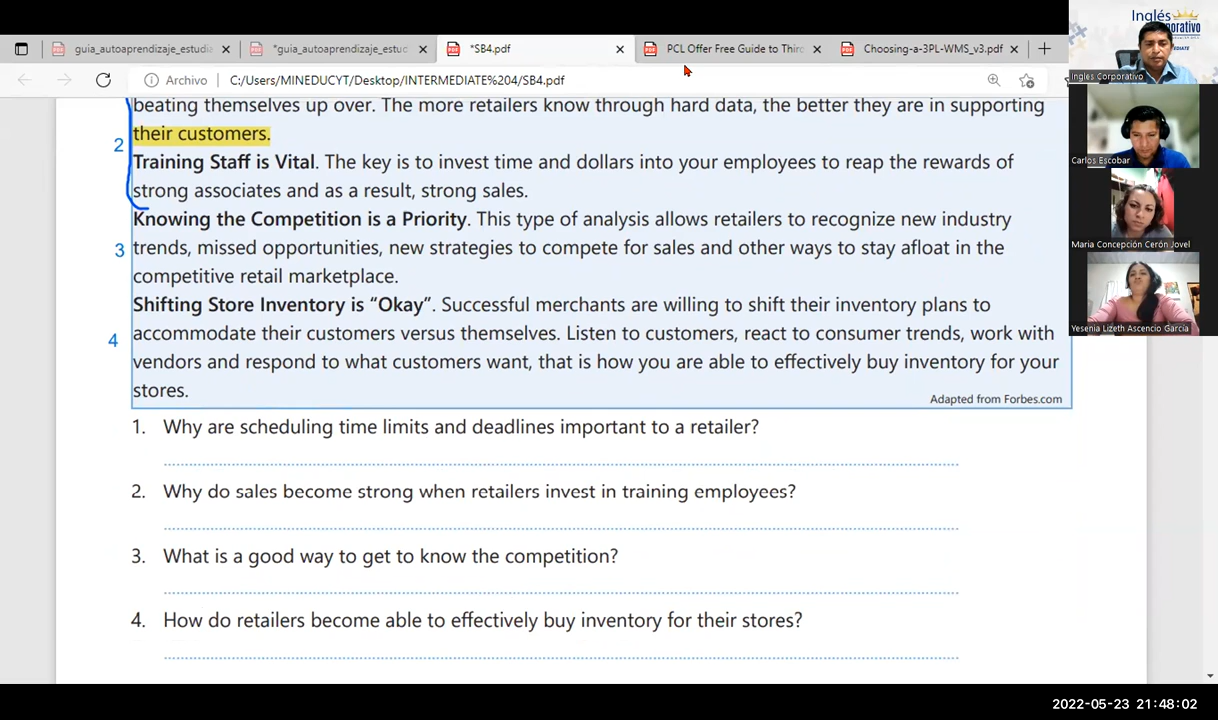 Inglés
Corporativo
guia_autoaprendizaje_estudia
*guia_autoaprendizaje_estud
*SB4.pdf
PCL Offer Free Guide to Thir
Choosing-a-3PL-WMS_v3.pdf
Inglés Corporativo
Archivo
C:/Users/MINEDUCYT/Desktop/INTERMEDIATE%204/SB4.pdf
beating themselves up over. The more retailers know through hard data, the better they are in supporting
their customers.
2
Training Staff is Vital. The key is to invest time and dollars into your employees to reap the rewards of
strong associates and as a result, strong sales.
Knowing the Competition is a Priority. This type of analysis allows retailers to recognize new industry
3
trends, missed opportunities, new strategies to compete for sales and other ways to stay afloat in the
competitive retail marketplace.
Shifting Store Inventory is “Okay”. Successful merchants are willing to shift their inventory plans to
4
accommodate their customers versus themselves. Listen to customers, react to consumer trends, work with
vendors and respond to what customers want, that is how you are able to effectively buy inventory for your
stores.
Adapted from Forbes.com
Carlos Escobar
Maria Concepción Cerón Jovel
Yesenia Lizeth Ascencio Garcia
1. Why are scheduling time limits and deadlines important to a retailer?
2. Why do sales become strong when retailers invest in training employees?
3. What is a good way to get to know the competition?
4. How do retailers become able to effectively buy inventory for their stores?
2022-05-23 21:48:02